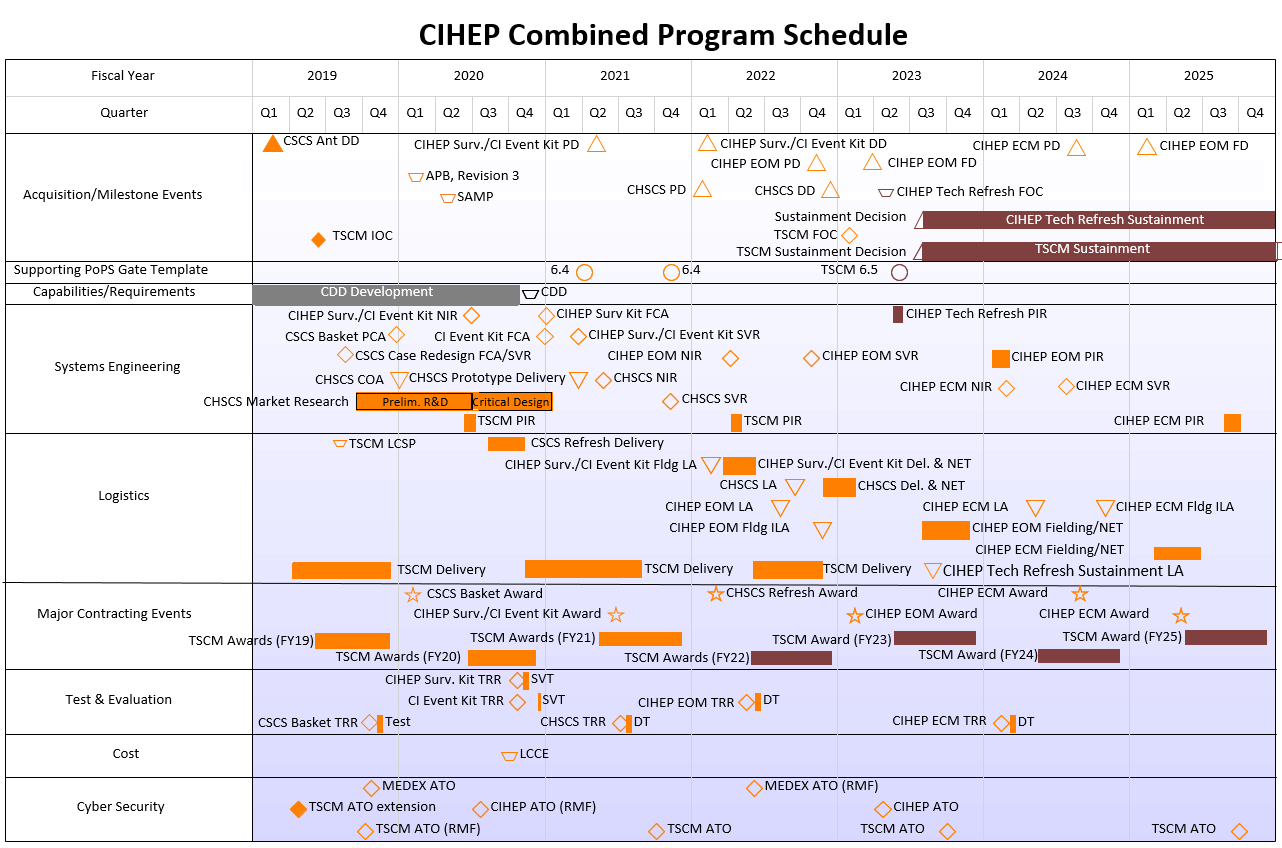 CIHEP Combined Program Schedule
Fiscal Year 2019 2020 2021 2022 2023 2024 2025
Quarter Q1 Q2 Q3 Q4 Q1 Q2 Q3 Q4 Q1 Q2 Q3 Q4 Q1 Q2 Q3 Q4 Q1 Q2 Q3 Q4 Q1 Q2 Q3 Q4 Q1 Q2 Q3 Q4
Acquisition/Milestone Events
CSCS Ant DD CIHEP Surv./CI Event Kit PD CIHEP Surv./CI Event Kit DD CIHEP ECM PD CIHEP EOM FD
CIHEP EOM PD CIHEP EOM FD
APB, Revision 3
CHSCS PD CHSCS DD CIHEP Tech Refresh FOC
SAMP
Sustainment Decision CIHEP Tech Refresh Sustainment
TSCM IOC TSCM FOC
TSCM Sustainment Decision TSCM Sustainment
Supporting PoPS Gate Template 6.4 6.4 TSCM 6.5
Capabilities/Requirements CDD Development CDD
Systems Engineering
CIHEP Surv./CI Event Kit NIR CIHEP Surv Kit FCA CIHEP Tech Refresh PIR
CSCS Basket PCA CI Event Kit FCA CIHEP Surv./CI Event Kit SVR
CSCS Case Redesign FCA/SVR CIHEP EOM NIR CIHEP EOM SVR CIHEP EOM PIR
CHSCS COA CHSCS Prototype Delivery CHSCS NIR CIHEP ECM NIR CIHEP ECM SVR
CHSCS Market Research Prelim. R&D Critical Design CHSCS SVR
TSCM PIR TSCM PIR CIHEP ECM PIR
Logistics
TSCM LCSP CSCS Refresh Delivery
CIHEP Surv./CI Event Kit Fldg LA CIHEP Surv./CI Event Kit Del. & NET
CHSCS LA CHSCS Del. & NET
CIHEP EOM LA CIHEP ECM LA CIHEP ECM Fldg ILA
CIHEP EOM Fldg ILA CIHEP EOM Fielding/NET
CIHEP ECM Fielding/NET
TSCM Delivery TSCM Delivery TSCM Delivery CIHEP Tech Refresh Sustainment LA
Major Contracting Events
CSCS Basket Award CHSCS Refresh Award CIHEP ECM Award
CIHEP Surv./CI Event Kit Award CIHEP EOM Award CIHEP ECM Award
TSCM Awards (FY19) TSCM Awards (FY21) TSCM Award (FY23) TSCM Award (FY25)
TSCM Awards (FY20) TSCM Awards (FY22) TSCM Award (FY24)
Test & Evaluation
CIHEP Surv. Kit TRR SVT
CI Event Kit TRR SVT CIHEP EOM TRR DT
CSCS Basket TRR Test CHSCS TRR DT CIHEP ECM TRR DT
Cost LCCE
Cyber Security
MEDEX ATO MEDEX ATO (RMF)
TSCM ATO extension CIHEP ATO (RMF) CIHEP ATO
TSCM ATO (RMF) TSCM ATO TSCM ATO TSCM ATO